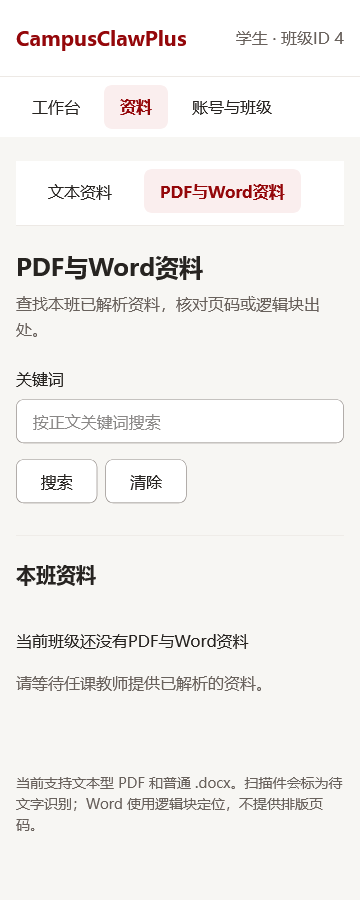 CampusClawPlus
学生 · 班级ID 4
工作台 资料 账号与班级
文本资料 PDF与Word资料
PDF与Word资料
查找本班已解析资料，核对页码或逻辑块出
处。
关键词
按正文关键词搜索
搜索 清除
本班资料
当前班级还没有PDF与Word资料
请等待任课教师提供已解析的资料。
当前支持文本型 PDF 和普通 .docx。扫描件会标为待
文字识别；Word 使用逻辑块定位，不提供排版页
码。